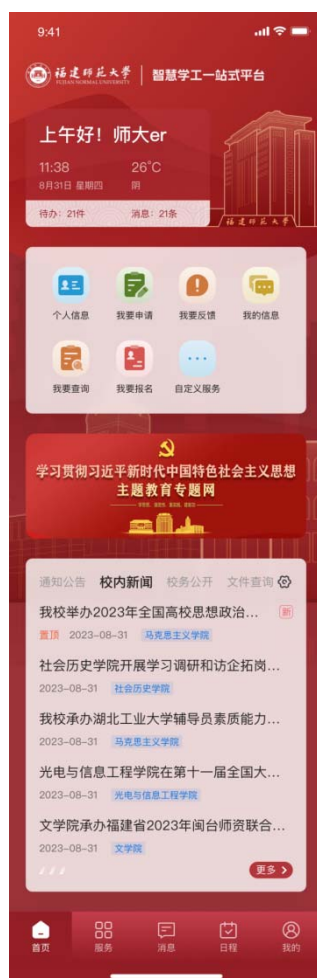 9:41
福建师范大学
FUJIAN NORMAL UNIVERSITY
智慧学工一站式平台
上午好！师大er
11:38 26°C
8月31日 星期四 阴
待办：21件 消息：21条
福建师范大学
个人信息 我要申请 我要反馈 我的信息
我要查询 我要报名 自定义服务
学习贯彻习近平新时代中国特色社会主义思想
主题教育专题网
通知公告 校内新闻 校务公开 文件查询
我校举办2023年全国高校思想政治... 新
置顶 2023-08-31 马克思主义学院
社会历史学院开展学习调研和访企拓岗...
2023-08-31 社会历史学院
我校承办湖北工业大学辅导员素质能力...
2023-08-31 马克思主义学院
光电与信息工程学院在第十一届全国大...
2023-08-31 光电与信息工程学院
文学院承办福建省2023年闽台师资联合...
2023-08-31 文学院
更多
首页 服务 消息 日程 我的